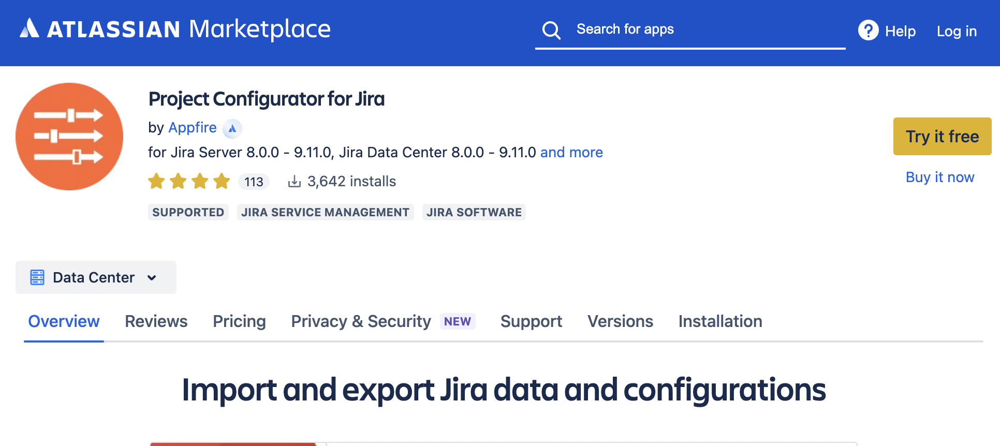 ATLASSIAN Marketplace
Search for apps
Help
Log in
Project Configurator for Jira
by Appfire
for Jira Server 8.0.0 - 9.11.0, Jira Data Center 8.0.0 - 9.11.0 and more
113
3,642 installs
SUPPORTED
JIRA SERVICE MANAGEMENT
JIRA SOFTWARE
Try it free
Buy it now
Data Center
Overview
Reviews
Pricing
Privacy & Security NEW
Support
Versions
Installation
Import and export Jira data and configurations